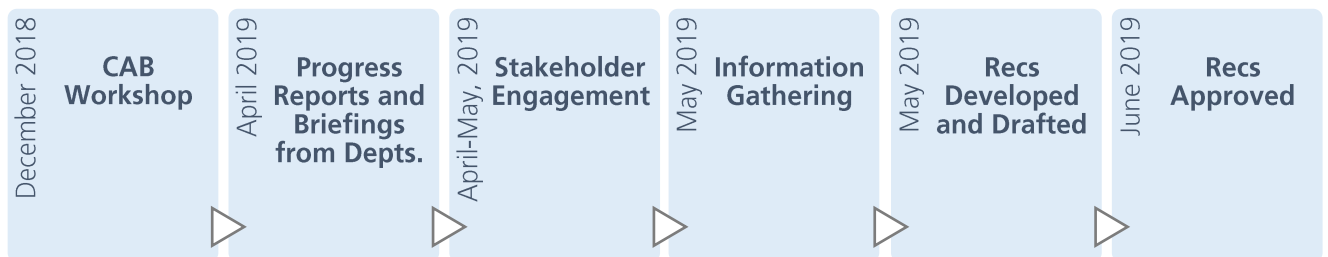 December 2018
CAB
Workshop
April 2019
Progress
Reports and
Briefings
from Depts.
April-May, 2019
Stakeholder
Engagement
May 2019
Information
Gathering
May 2019
Recs
Developed
and Drafted
June 2019
Recs
Approved